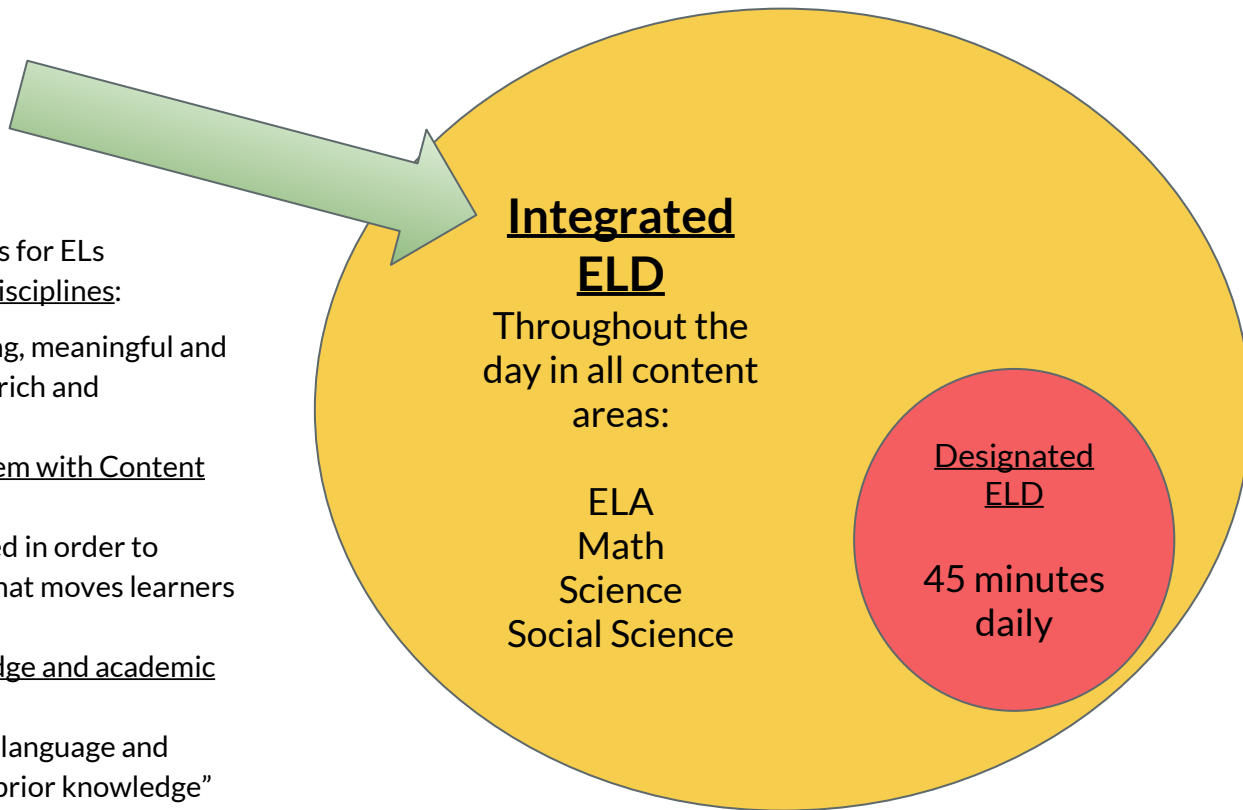 s for ELs
isciplines:
ng, meaningful and
rich and
em with Content
ed in order to
hat moves learners
dge and academic
language and
prior knowledge”
Integrated
ELD
Throughout the
day in all content
areas:
ELA
Math
Science
Social Science
Designated
ELD
45 minutes
daily